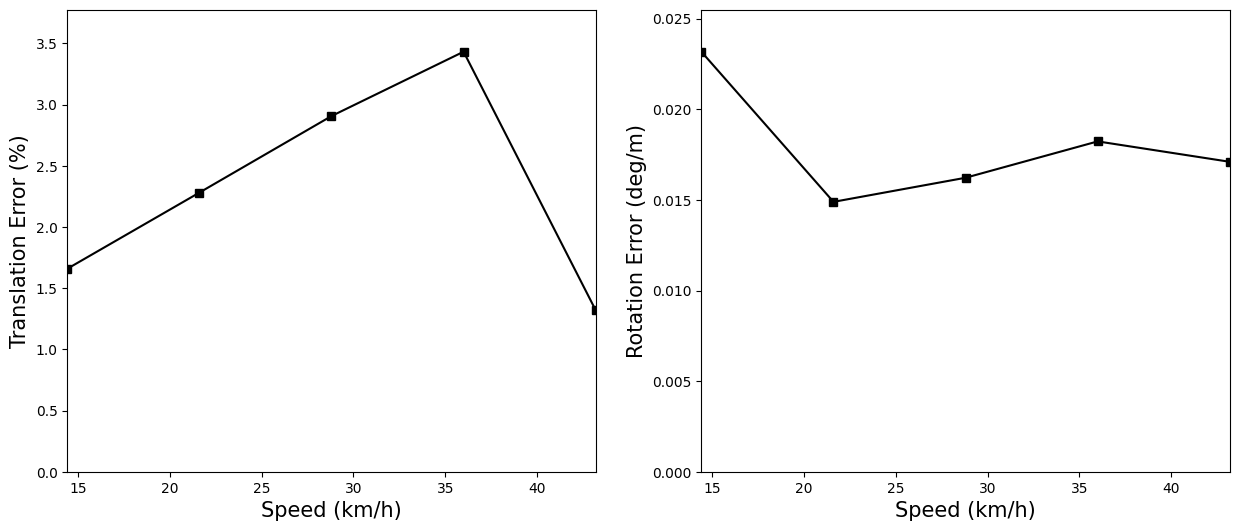 3.5
3.0
2.5
2.0
1.5
1.0
0.5
0.0
Translation Error (%)
15 20 25 30 35 40
Speed (km/h)
0.025
0.020
0.015
0.010
0.005
0.000
Rotation Error (deg/m)
15 20 25 30 35 40
Speed (km/h)